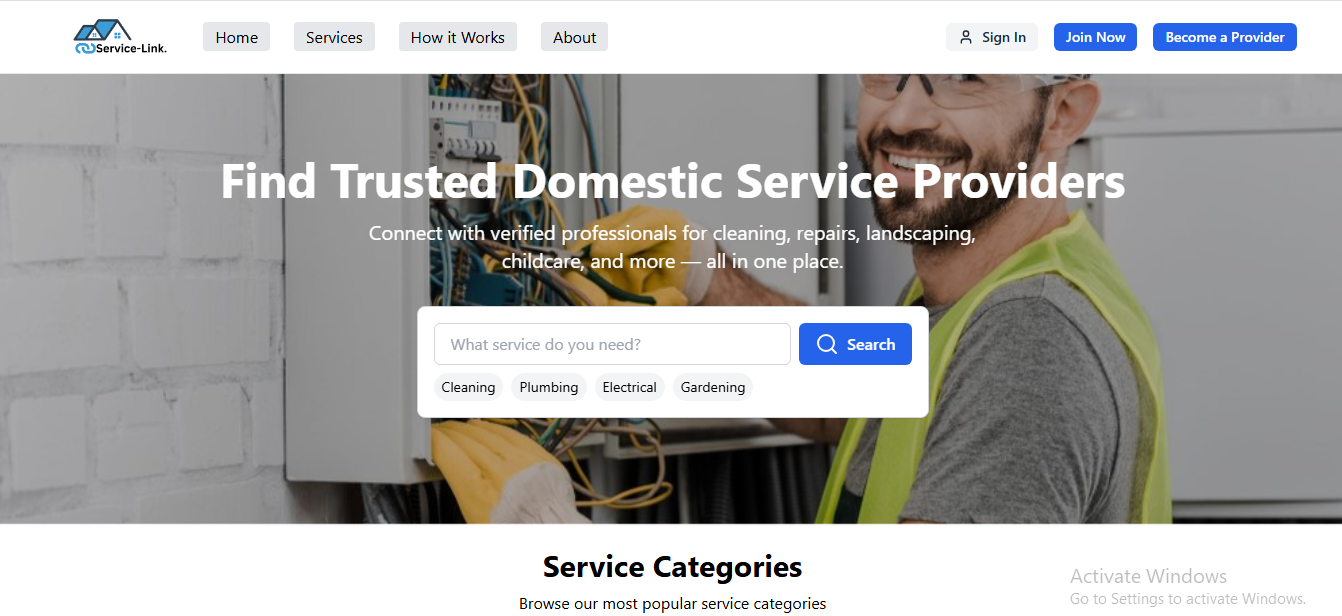 Service-Link.
Home
Services
How it Works
About
Sign In
Join Now
Become a Provider
Find Trusted Domestic Service Providers
Connect with verified professionals for cleaning, repairs, landscaping,
childcare, and more — all in one place.
What service do you need?
Search
Cleaning
Plumbing
Electrical
Gardening
Service Categories
Browse our most popular service categories
Activate Windows
Go to Settings to activate Windows.